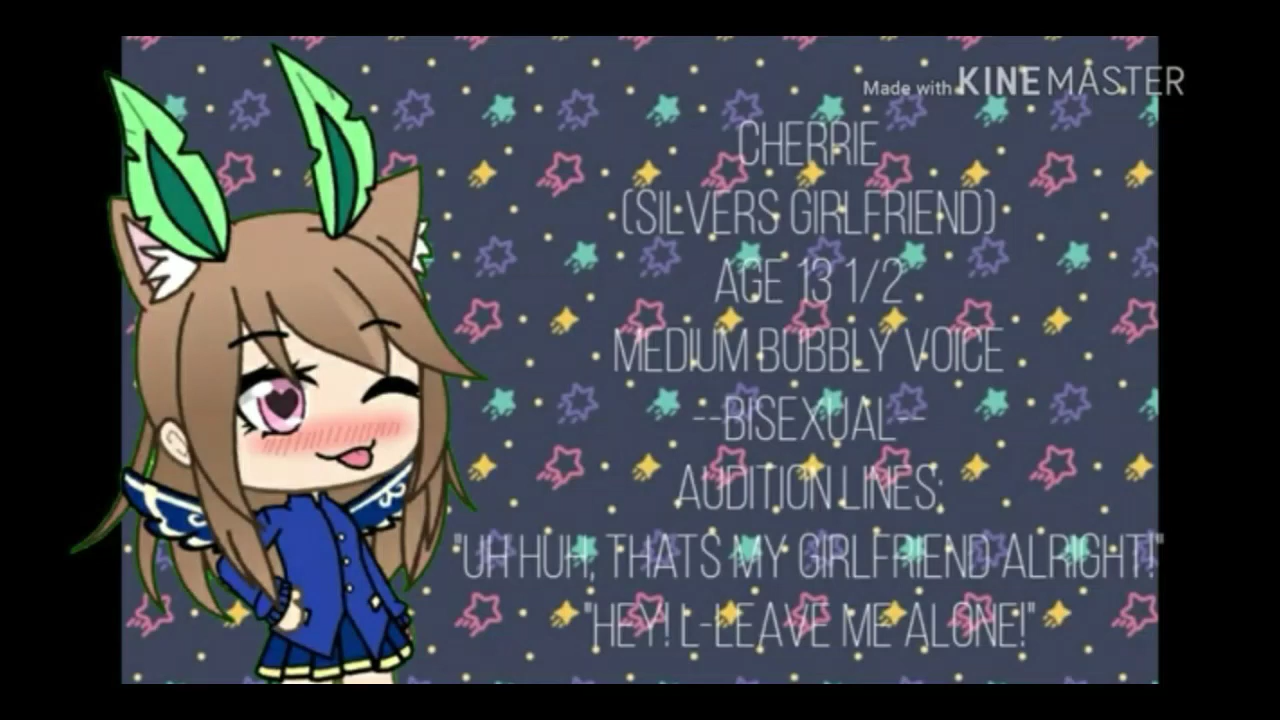 Made with KINEMASTER
CHERRIE
(SILVERS GIRLFRIEND)
AGE 13 1/2
MEDIUM BUBBLY VOICE
--BISEXUAL--
AUDITION LINES:
"UH HUH, THATS MY GIRLFRIEND ALRIGHT!"
"HEY! L-LEAVE ME ALONE!"